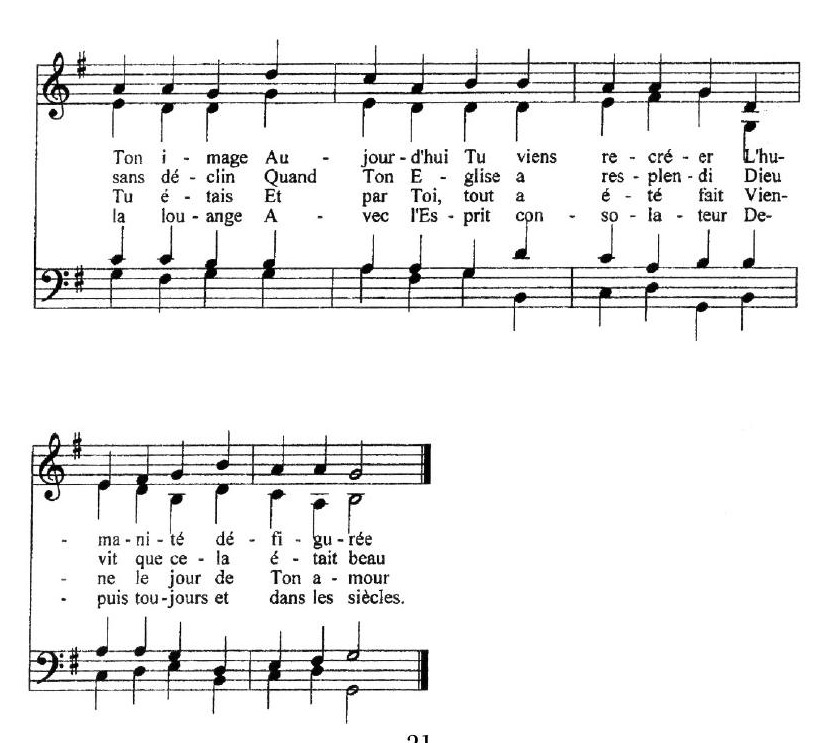 Ton i - mage Au - jour - d'hui Tu viens re - cré - er L'hu-
sans dé - clin Quand Ton E - glise a res - plen - di Dieu
Tu é - tais Et par Toi, tout a é - té fait Vien-
la lou - ange A - vec l'Es - prit con - so - la - teur De-
- ma - ni - té dé - fi - gu - rée
vit que ce - la é - tait beau
- ne le jour de Ton a - mour
- puis tou - jours et dans les siècles.
21